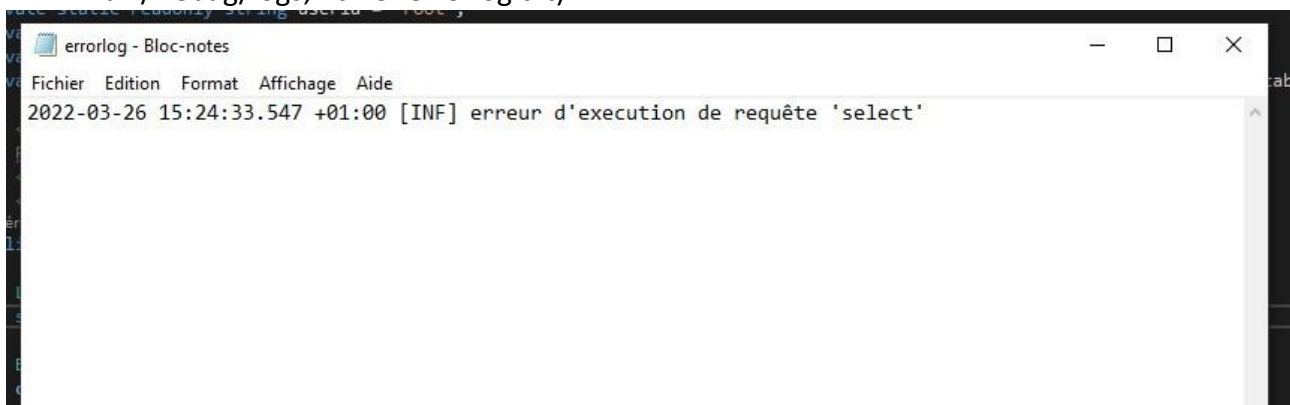 errorlog - Bloc-notes
Fichier Edition Format Affichage Aide
2022-03-26 15:24:33.547 +01:00 [INF] erreur d'execution de requête 'select'